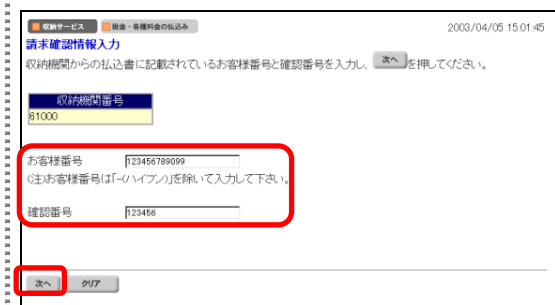 収納サービス 税金・各種料金の払込み 2003/04/05 15:01:45
請求確認情報入力
収納機関からの払込書に記載されているお客様番号と確認番号を入力し、 次へ を押してください。
収納機関番号
61000
お客様番号 123456789099
(注)お客様番号は「-(ハイフン)」を除いて入力して下さい。
確認番号 123456
次へ クリア